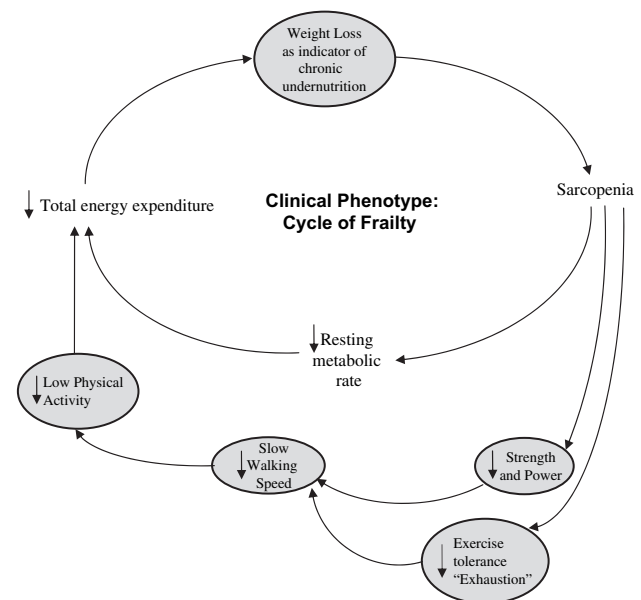 Weight Loss
as indicator of
chronic
undernutrition
Sarcopenia
Clinical Phenotype:
Cycle of Frailty
↓ Total energy expenditure
↓ Resting
metabolic
rate
↓ Low Physical
Activity
↓ Slow
Walking
Speed
↓ Strength
and Power
↓ Exercise
tolerance
“Exhaustion”